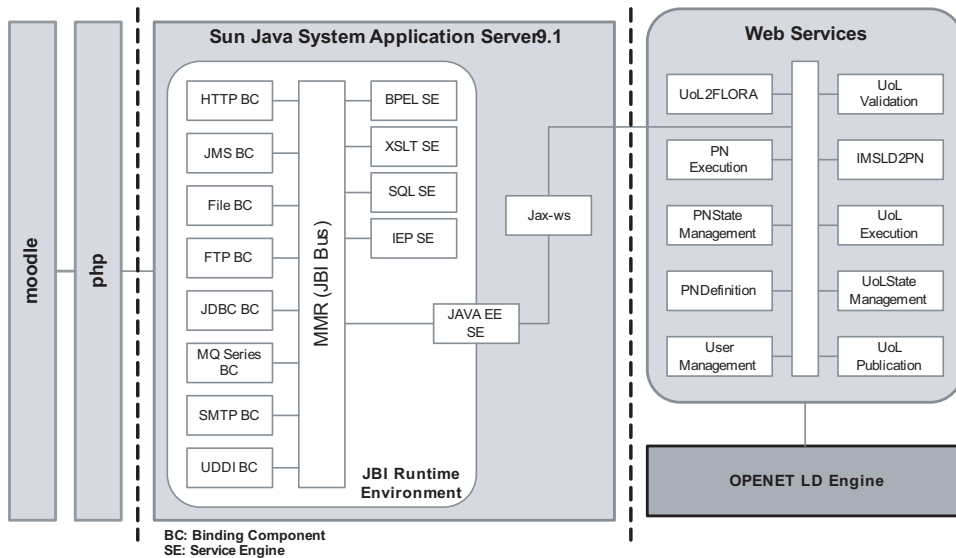 moodle
php
Sun Java System Application Server9.1
HTTP BC
JMS BC
File BC
FTP BC
JDBC BC
MQ Series
BC
SMTP BC
UDDI BC
MMR (JBI Bus)
BPEL SE
XSLT SE
SQL SE
IEP SE
JAVA EE
SE
JBI Runtime
Environment
Jax-ws
BC: Binding Component
SE: Service Engine
Web Services
UoL2FLORA
PN
Execution
PNState
Management
PNDefinition
User
Management
UoL
Validation
IMSLD2PN
UoL
Execution
UoLState
Management
UoL
Publication
OPENET LD Engine